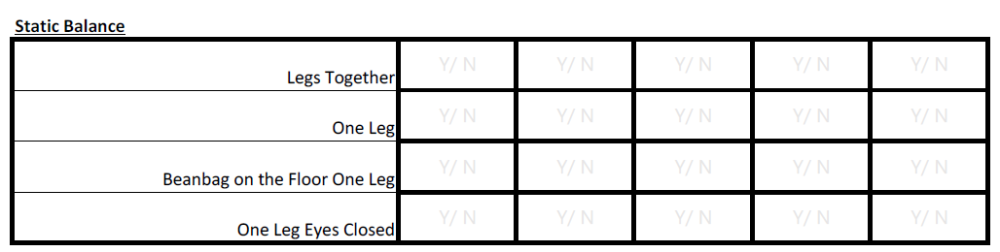 Static Balance
Legs Together Y/ N Y/ N Y/ N Y/ N Y/ N
One Leg Y/ N Y/ N Y/ N Y/ N Y/ N
Beanbag on the Floor One Leg Y/ N Y/ N Y/ N Y/ N Y/ N
One Leg Eyes Closed Y/ N Y/ N Y/ N Y/ N Y/ N